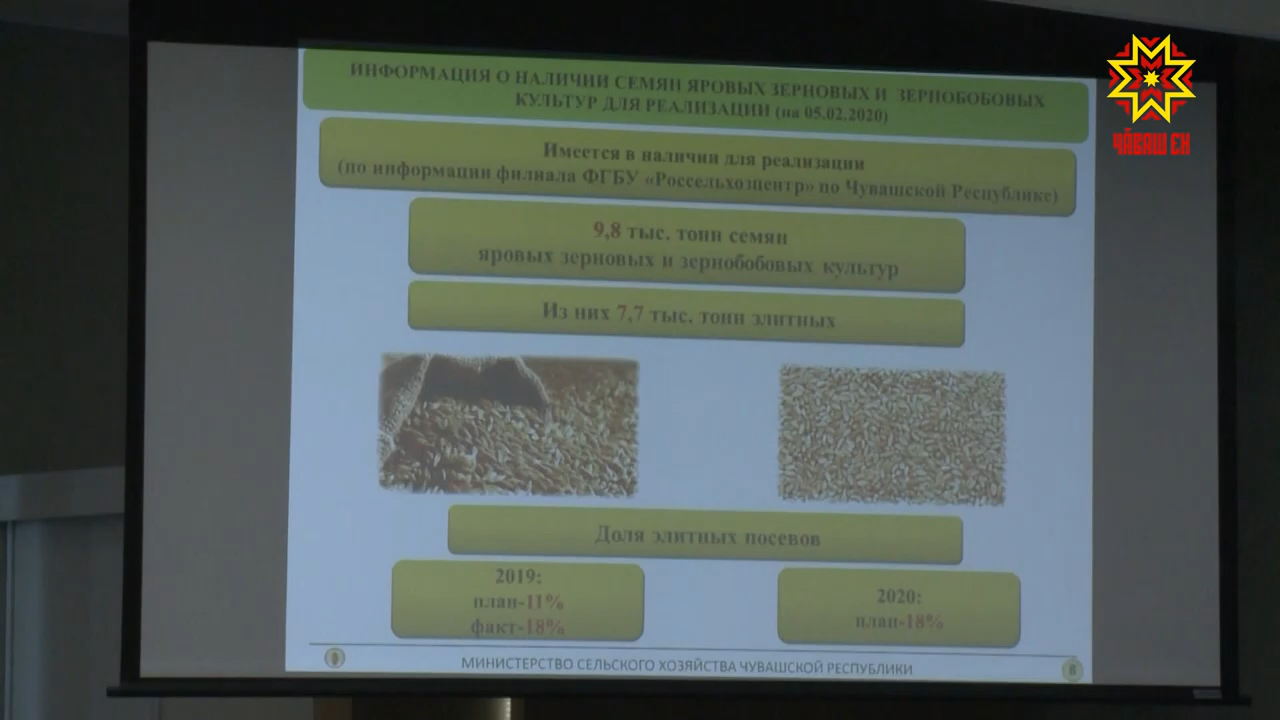 ИНФОРМАЦИЯ О НАЛИЧИИ СЕМЯН ЯРОВЫХ ЗЕРНОВЫХ И ЗЕРНОБОБОВЫХ
КУЛЬТУР ДЛЯ РЕАЛИЗАЦИИ (на 05.02.2020)
ЧӐВАШ ЕН
Имеется в наличии для реализации
(по информации филиала ФГБУ «Россельхозцентр» по Чувашской Республике)
9,8 тыс. тонн семян
яровых зерновых и зернобобовых культур
Из них 7,7 тыс. тонн элитных
Доля элитных посевов
2019:
план-11%
факт-18%
2020:
план-18%
МИНИСТЕРСТВО СЕЛЬСКОГО ХОЗЯЙСТВА ЧУВАШСКОЙ РЕСПУБЛИКИ
8